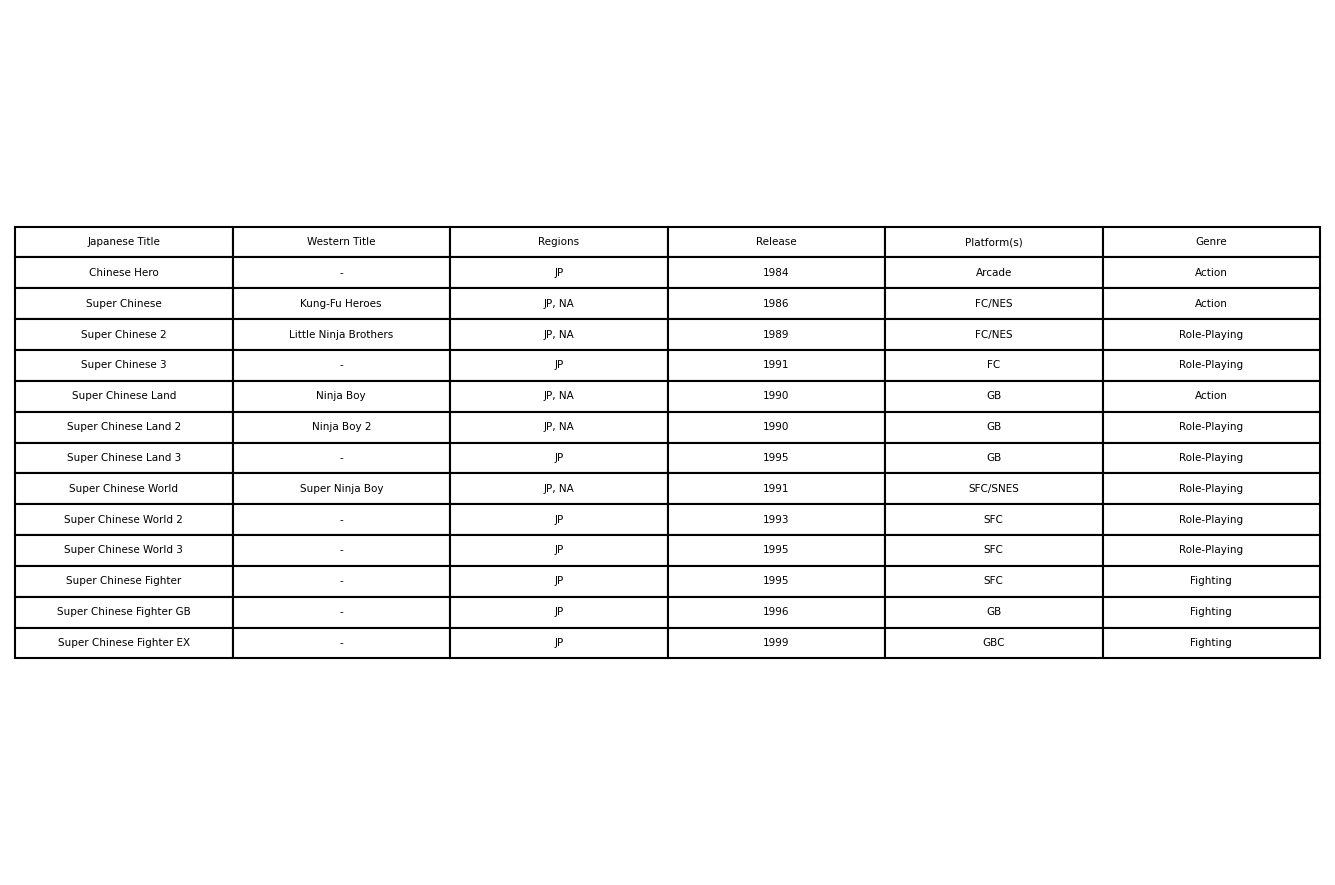 Japanese Title Western Title Regions Release Platform(s) Genre
Chinese Hero - JP 1984 Arcade Action
Super Chinese Kung-Fu Heroes JP, NA 1986 FC/NES Action
Super Chinese 2 Little Ninja Brothers JP, NA 1989 FC/NES Role-Playing
Super Chinese 3 - JP 1991 FC Role-Playing
Super Chinese Land Ninja Boy JP, NA 1990 GB Action
Super Chinese Land 2 Ninja Boy 2 JP, NA 1990 GB Role-Playing
Super Chinese Land 3 - JP 1995 GB Role-Playing
Super Chinese World Super Ninja Boy JP, NA 1991 SFC/SNES Role-Playing
Super Chinese World 2 - JP 1993 SFC Role-Playing
Super Chinese World 3 - JP 1995 SFC Role-Playing
Super Chinese Fighter - JP 1995 SFC Fighting
Super Chinese Fighter GB - JP 1996 GB Fighting
Super Chinese Fighter EX - JP 1999 GBC Fighting